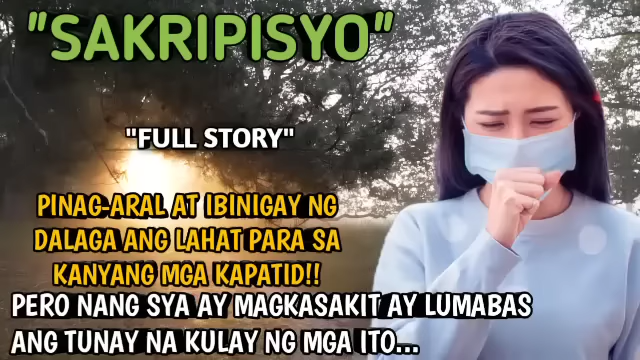 "SAKRIPISYO"
"FULL STORY"
PINAG-ARAL AT IBINIGAY NG
DALAGA ANG LAHAT PARA SA
KANYANG MGA KAPATID!!
PERO NANG SYA AY MAGKASAKIT AY LUMABAS
ANG TUNAY NA KULAY NG MGA ITO...